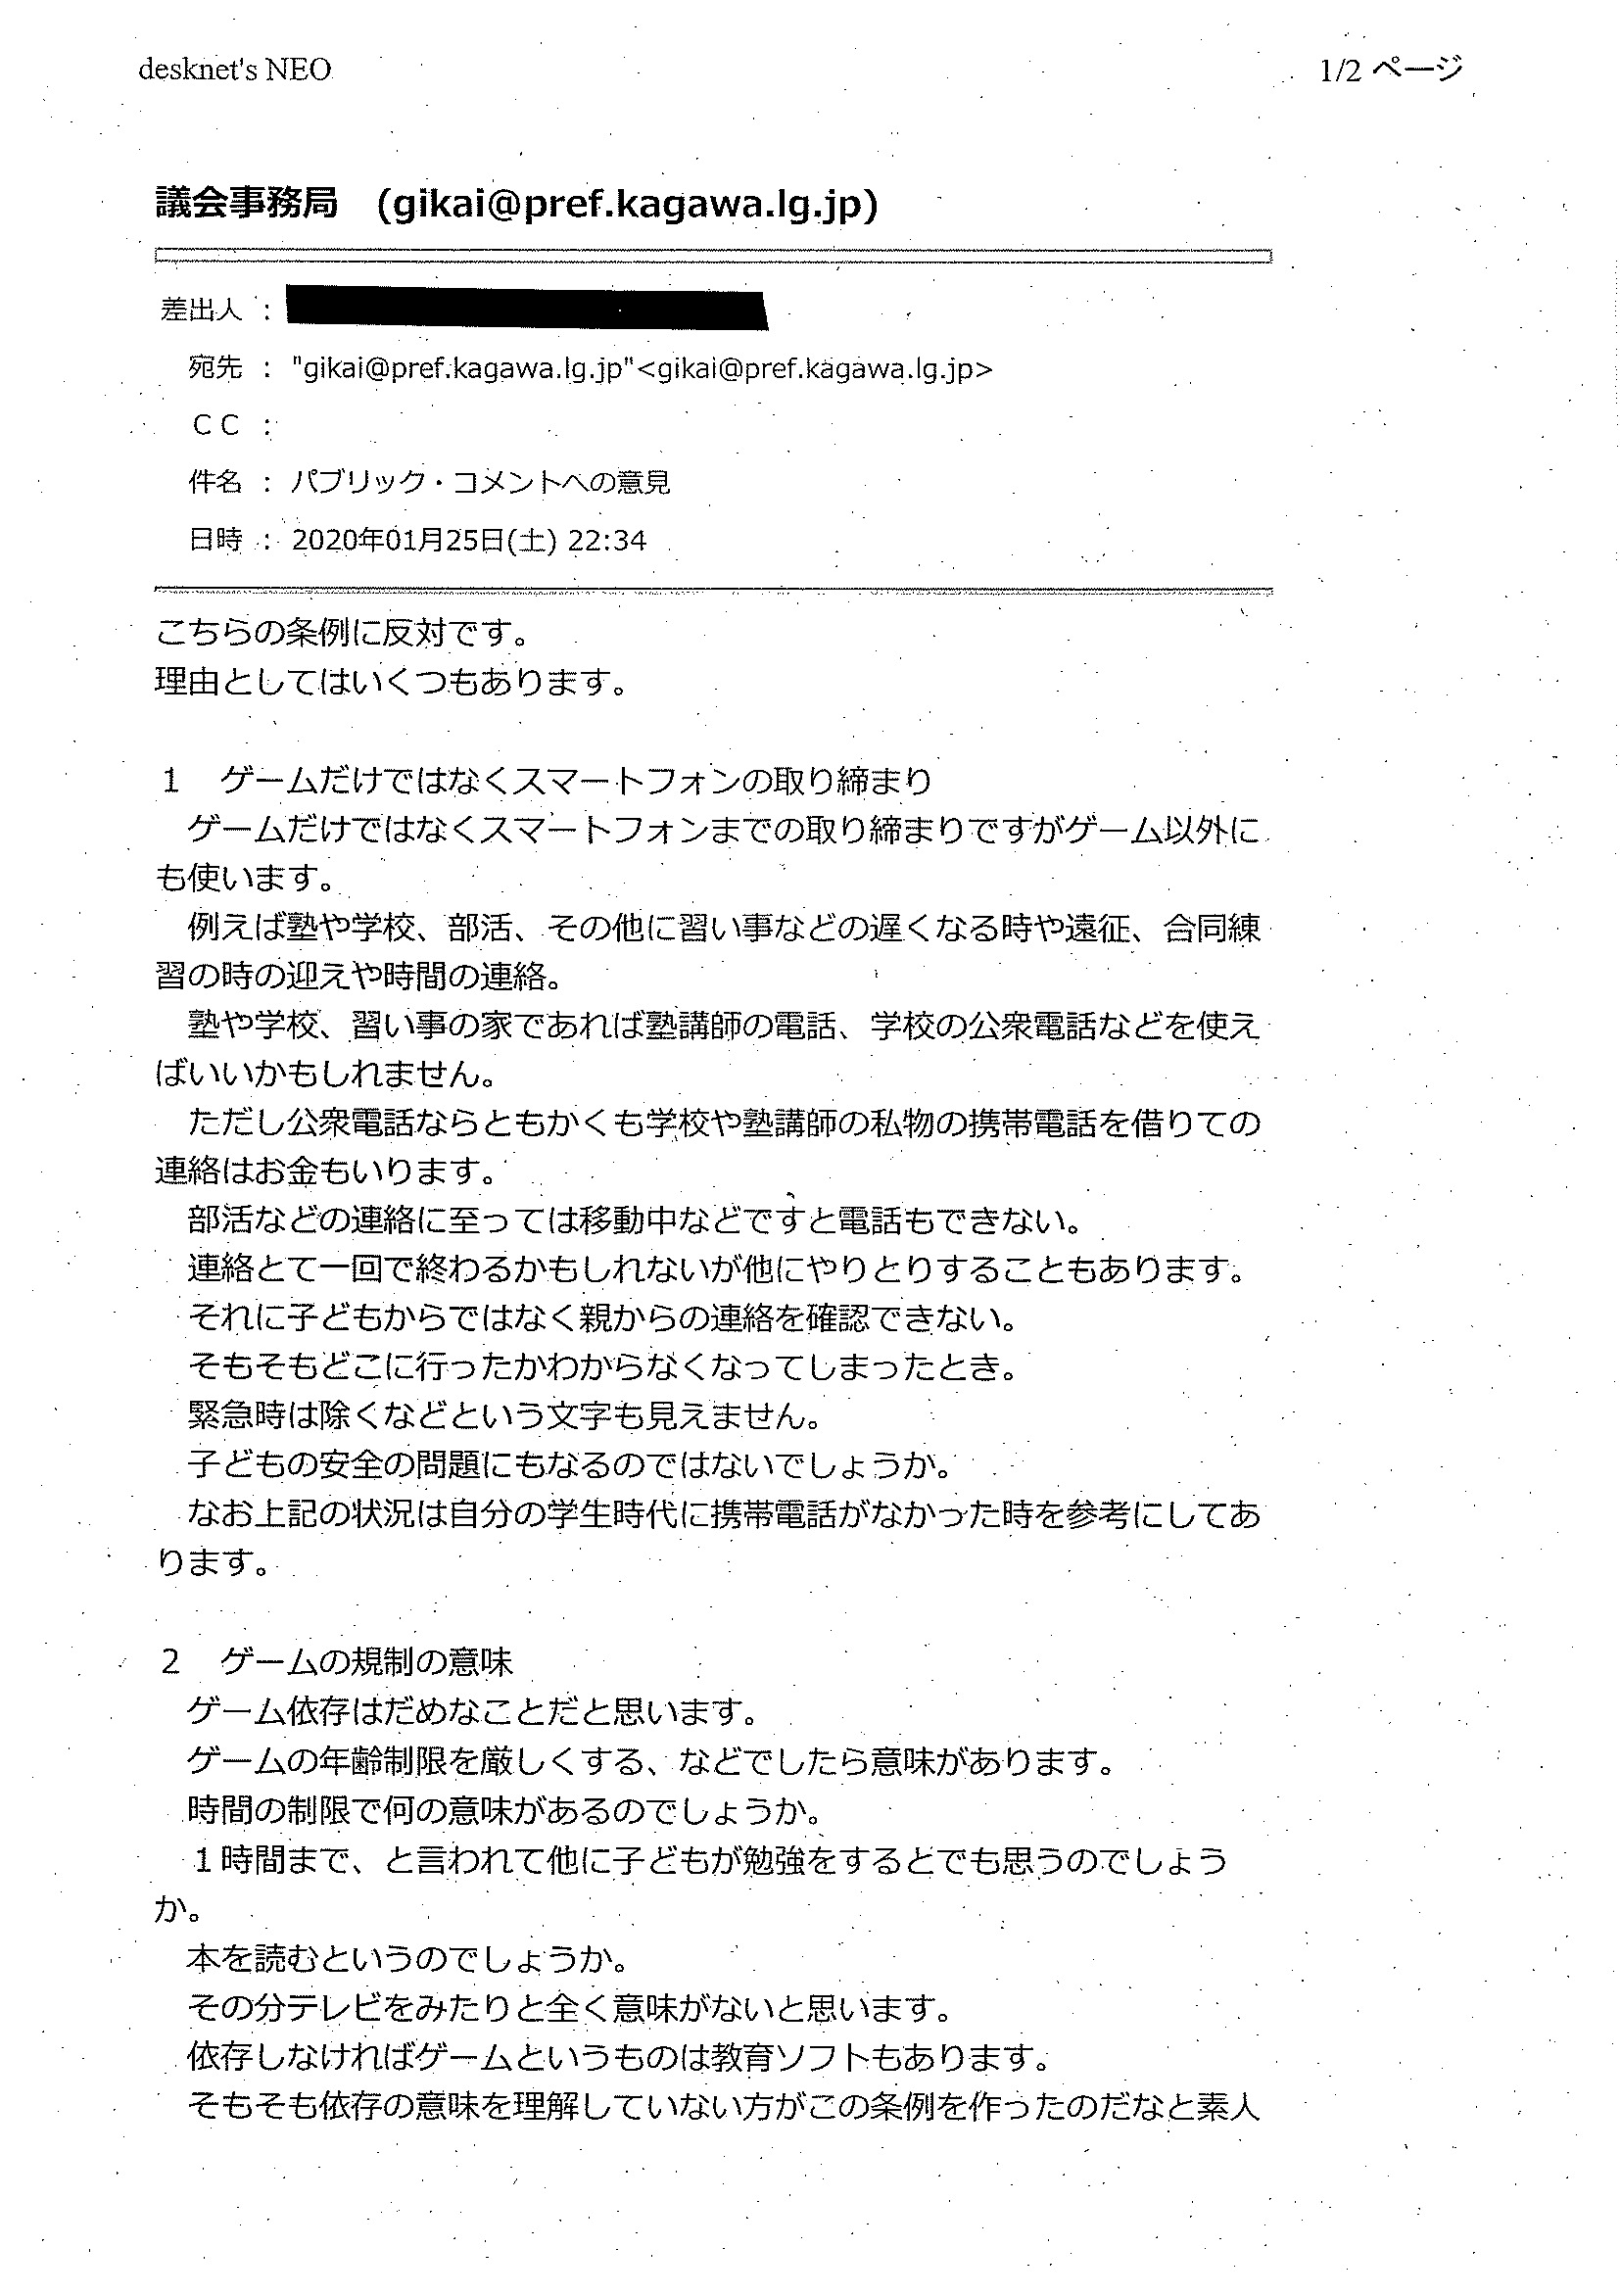 desknet's NEO
1/2 ページ
議会事務局　(gikai@pref.kagawa.lg.jp)
差出人 :
宛先 : "gikai@pref.kagawa.lg.jp"<gikai@pref.kagawa.lg.jp>
ＣＣ :
件名 : パブリック・コメントへの意見
日時 : 2020年01月25日(土) 22:34
こちらの条例に反対です。
理由としてはいくつもあります。
１　ゲームだけではなくスマートフォンの取り締まり
　ゲームだけではなくスマートフォンまでの取り締まりですがゲーム以外に
も使います。
　例えば塾や学校、部活、その他に習い事などの遅くなる時や遠征、合同練
習の時の迎えや時間の連絡。
　塾や学校、習い事の家であれば塾講師の電話、学校の公衆電話などを使え
ばいいかもしれません。
　ただし公衆電話ならともかくも学校や塾講師の私物の携帯電話を借りての
連絡はお金もいります。
　部活などの連絡に至っては移動中などですと電話もできない。
　連絡とて一回で終わるかもしれないが他にやりとりすることもあります。
　それに子どもからではなく親からの連絡を確認できない。
　そもそもどこに行ったかわからなくなってしまったとき。
　緊急時は除くなどという文字も見えません。
　子どもの安全の問題にもなるのではないでしょうか。
　なお上記の状況は自分の学生時代に携帯電話がなかった時を参考にしてあ
ります。
２　ゲームの規制の意味
　ゲーム依存はだめなことだと思います。
　ゲームの年齢制限を厳しくする、などでしたら意味があります。
　時間の制限で何の意味があるのでしょうか。
　１時間まで、と言われて他に子どもが勉強をするとでも思うのでしょう
か。
　本を読むというのでしょうか。
　その分テレビをみたりと全く意味がないと思います。
　依存しなければゲームというものは教育ソフトもあります。
　そもそも依存の意味を理解していない方がこの条例を作ったのだなと素人